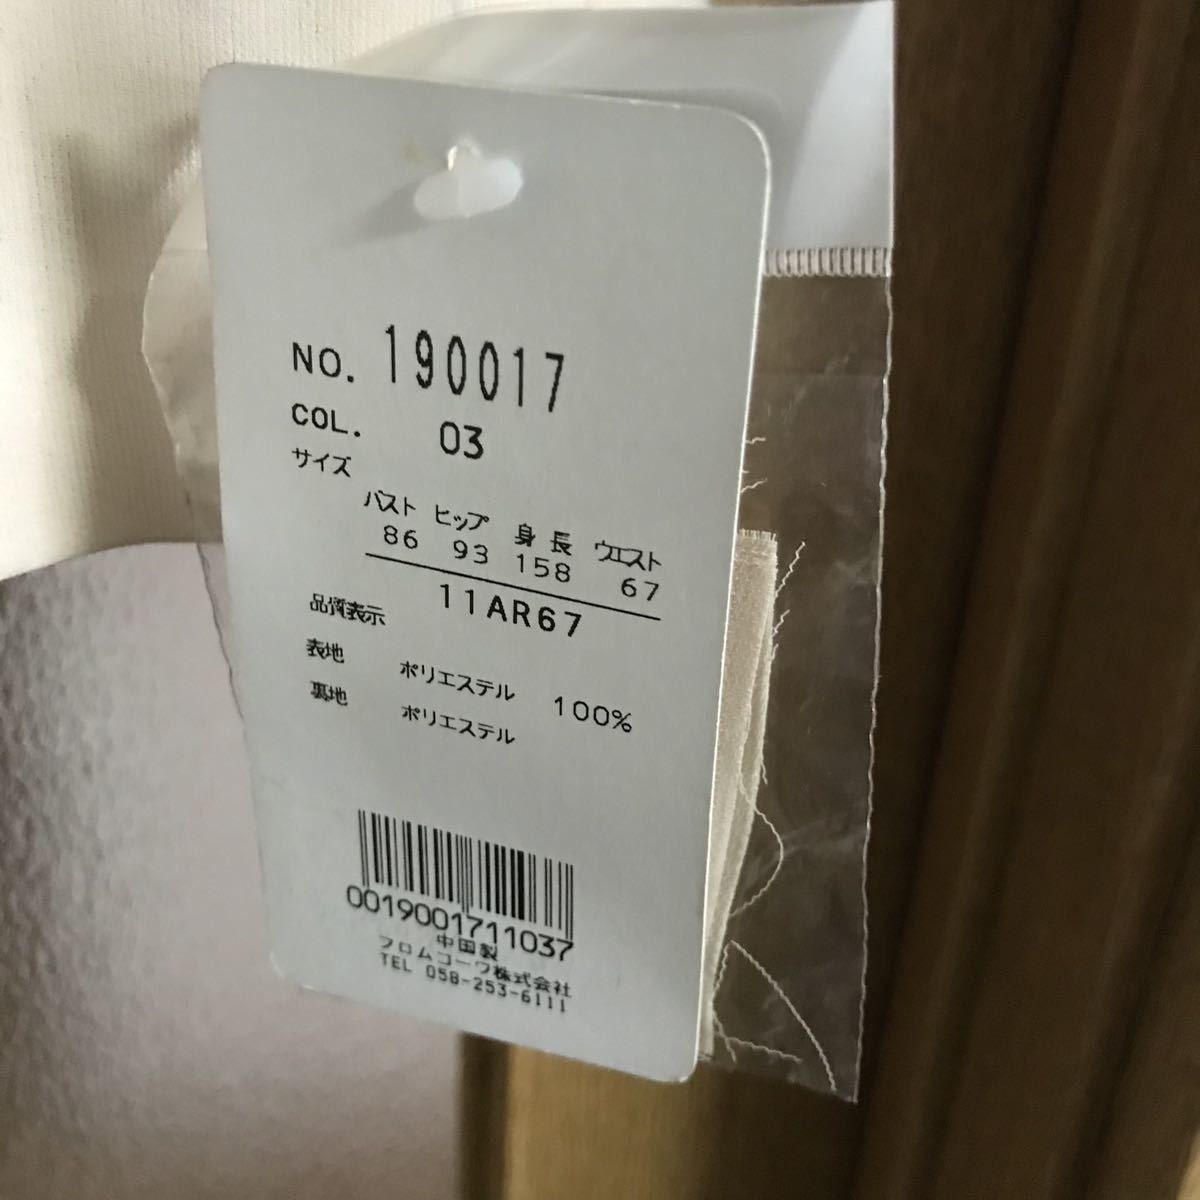 NO. 190017
COL. 03
サイズ
バスト ヒップ 身長 ウエスト
86 93 158 67
11AR67
品質表示
表地 ポリエステル 100%
裏地 ポリエステル
0019001711037
中国製
フロムコーワ株式会社
TEL 058-253-6111